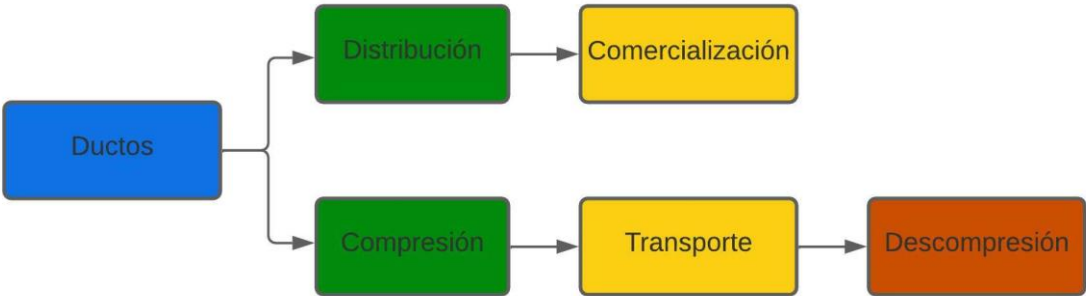 Distribución
Comercialización
Ductos
Compresión
Transporte
Descompresión